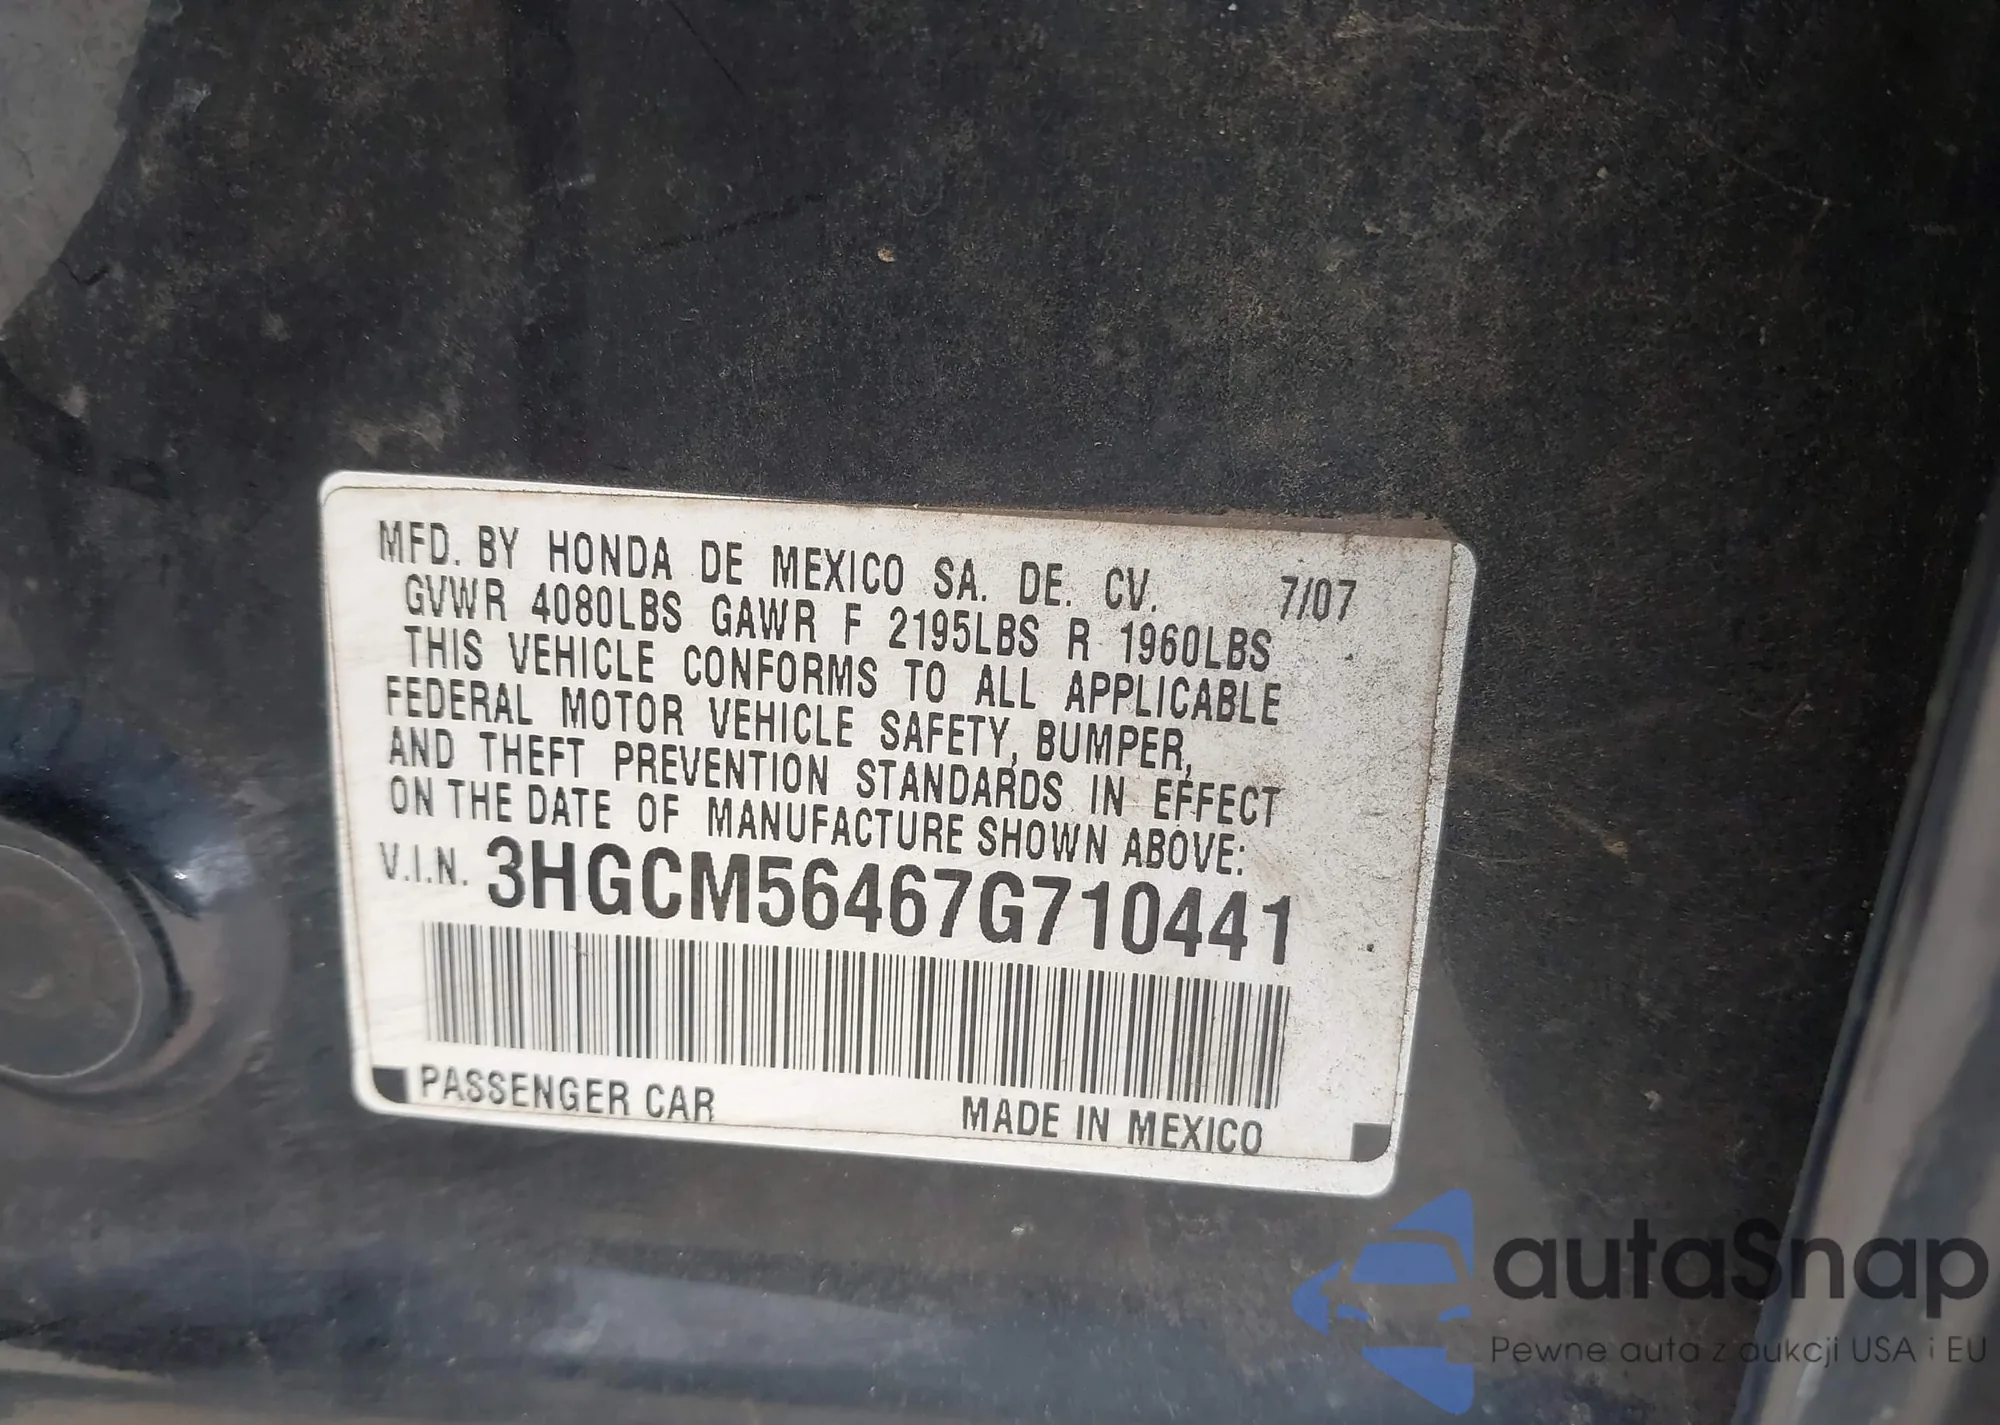 MFD. BY HONDA DE MEXICO SA. DE. CV. 7/07
GVWR 4080LBS GAWR F 2195LBS R 1960LBS
THIS VEHICLE CONFORMS TO ALL APPLICABLE
FEDERAL MOTOR VEHICLE SAFETY, BUMPER,
AND THEFT PREVENTION STANDARDS IN EFFECT
ON THE DATE OF MANUFACTURE SHOWN ABOVE:
V.I.N. 3HGCM56467G710441
PASSENGER CAR MADE IN MEXICO
autaSnap
Pewne auta z aukcji USA i EU